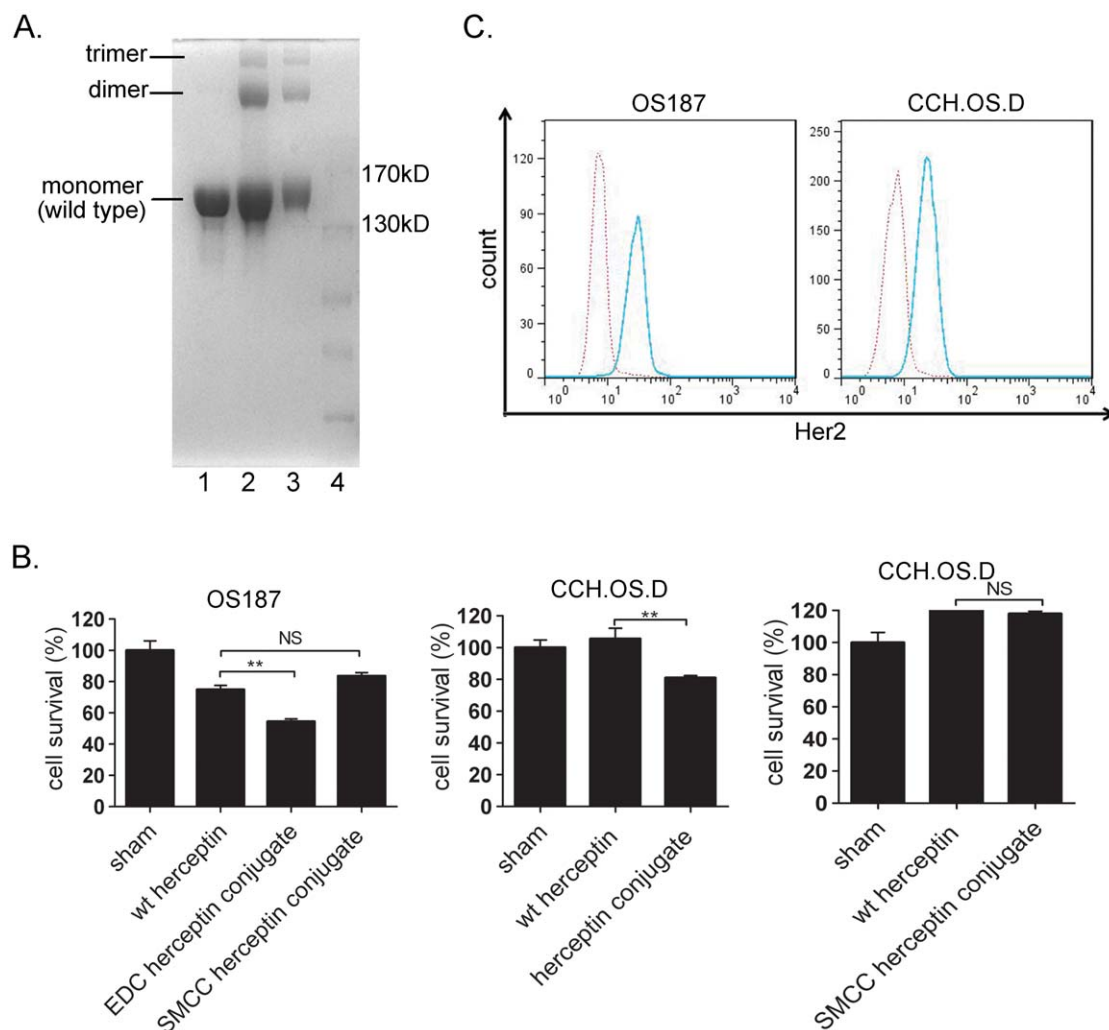 A.
trimer
dimer
monomer
(wild type)
170kD
130kD
1 2 3 4
C.
OS187
CCH.OS.D
count
120
90
60
30
0
10^0 10^1 10^2 10^3 10^4
250
200
150
100
50
0
10^0 10^1 10^2 10^3 10^4
Her2
B.
OS187
cell survival (%)
120
100
80
60
40
20
0
NS
**
sham
wt herceptin
EDC herceptin conjugate
SMCC herceptin conjugate
CCH.OS.D
cell survival (%)
120
100
80
60
40
20
0
**
sham
wt herceptin
herceptin conjugate
CCH.OS.D
cell survival (%)
120
100
80
60
40
20
0
NS
sham
wt herceptin
SMCC herceptin conjugate